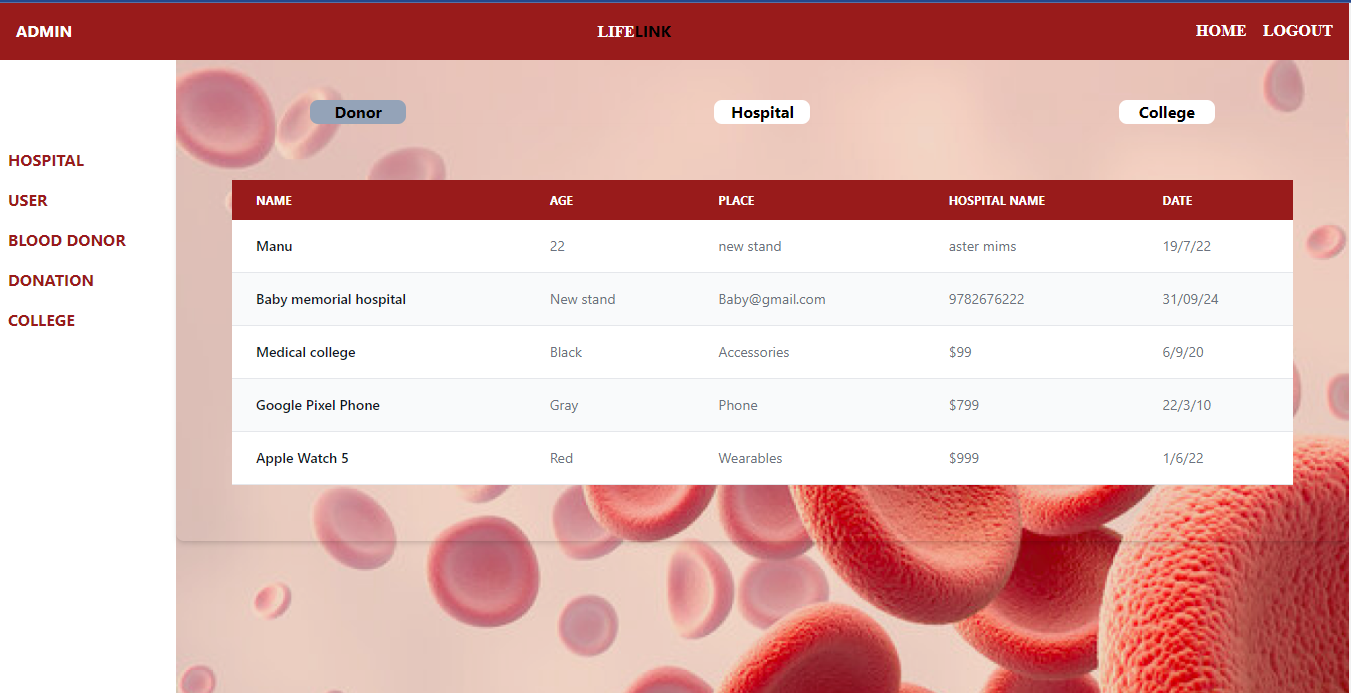 ADMIN LIFELINK HOME LOGOUT
Donor Hospital College
HOSPITAL
USER
BLOOD DONOR
DONATION
COLLEGE
NAME AGE PLACE HOSPITAL NAME DATE
Manu 22 new stand aster mims 19/7/22
Baby memorial hospital New stand Baby@gmail.com 9782676222 31/09/24
Medical college Black Accessories $99 6/9/20
Google Pixel Phone Gray Phone $799 22/3/10
Apple Watch 5 Red Wearables $999 1/6/22